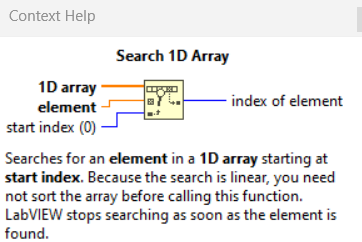 Context Help
Search 1D Array
1D array
element
index of element
start index (0)
Searches for an element in a 1D array starting at
start index. Because the search is linear, you need
not sort the array before calling this function.
LabVIEW stops searching as soon as the element is
found.